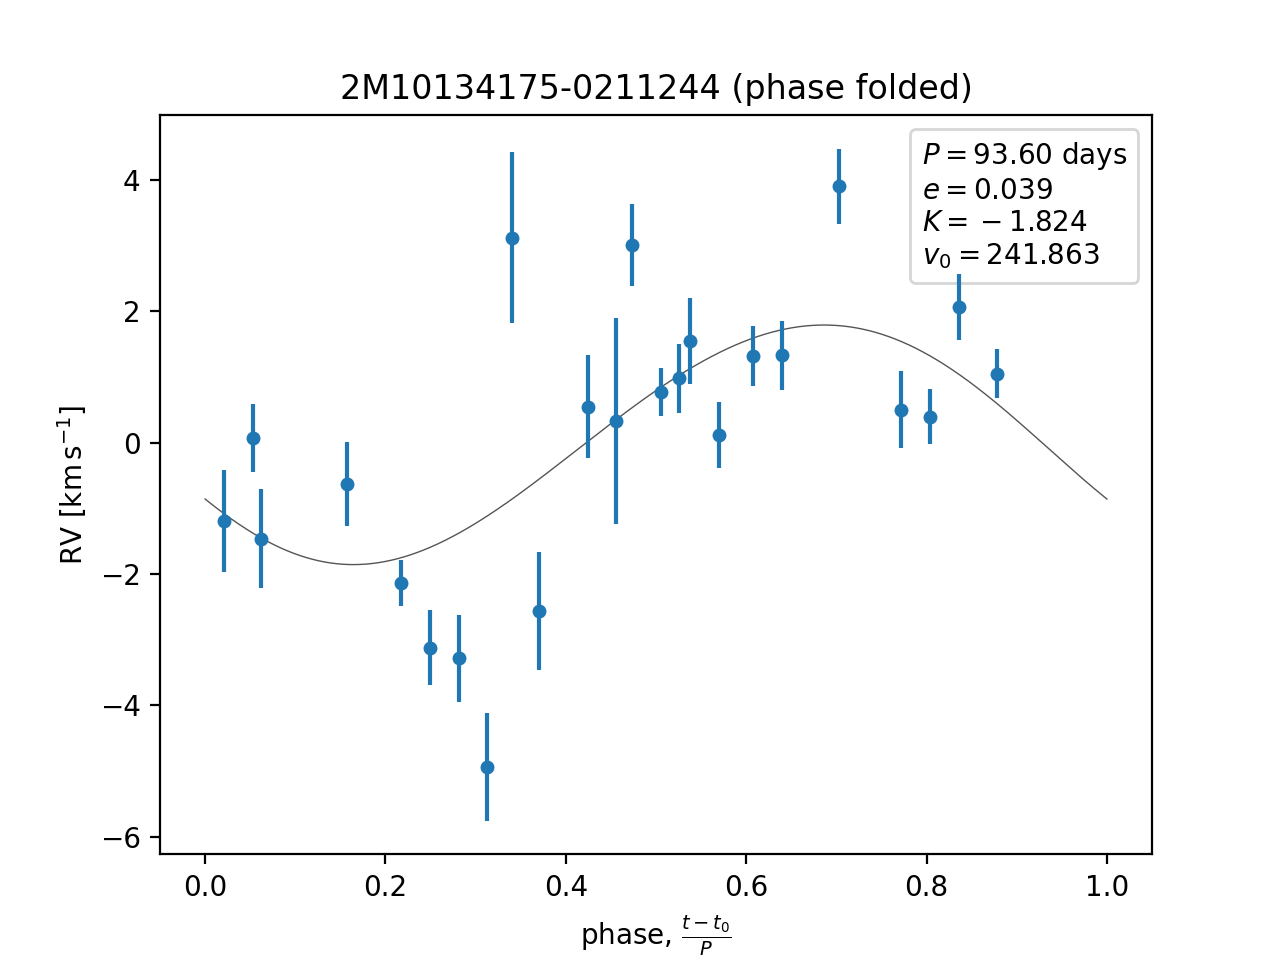 2M10134175-0211244 (phase folded)
P = 93.60 days
e = 0.039
K = −1.824
v₀ = 241.863
4
2
0
−2
−4
−6
RV [km s⁻¹]
0.0 0.2 0.4 0.6 0.8 1.0
phase, (t − t₀)/P